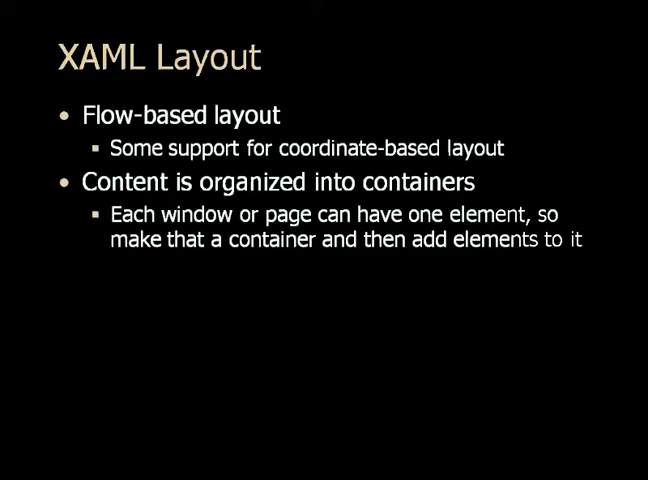 XAML Layout
• Flow-based layout
▪ Some support for coordinate-based layout
• Content is organized into containers
▪ Each window or page can have one element, so
make that a container and then add elements to it